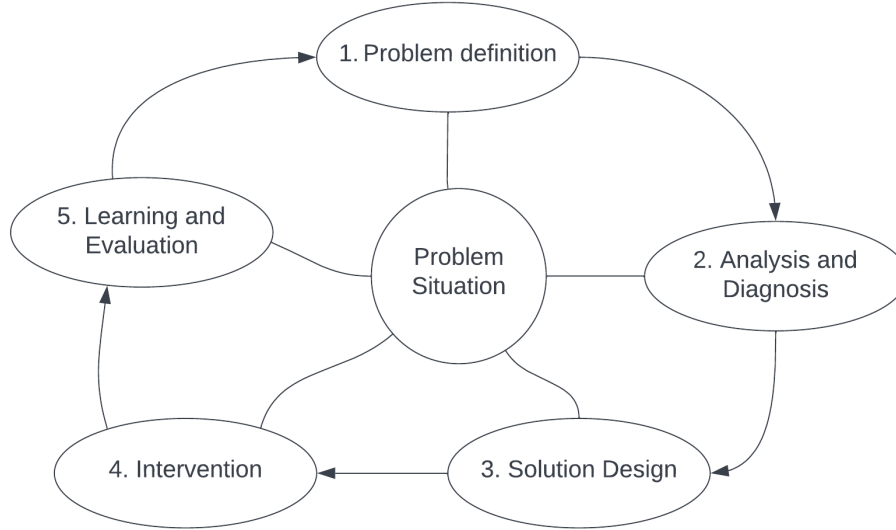 1. Problem definition
5. Learning and
Evaluation
Problem
Situation
2. Analysis and
Diagnosis
4. Intervention
3. Solution Design